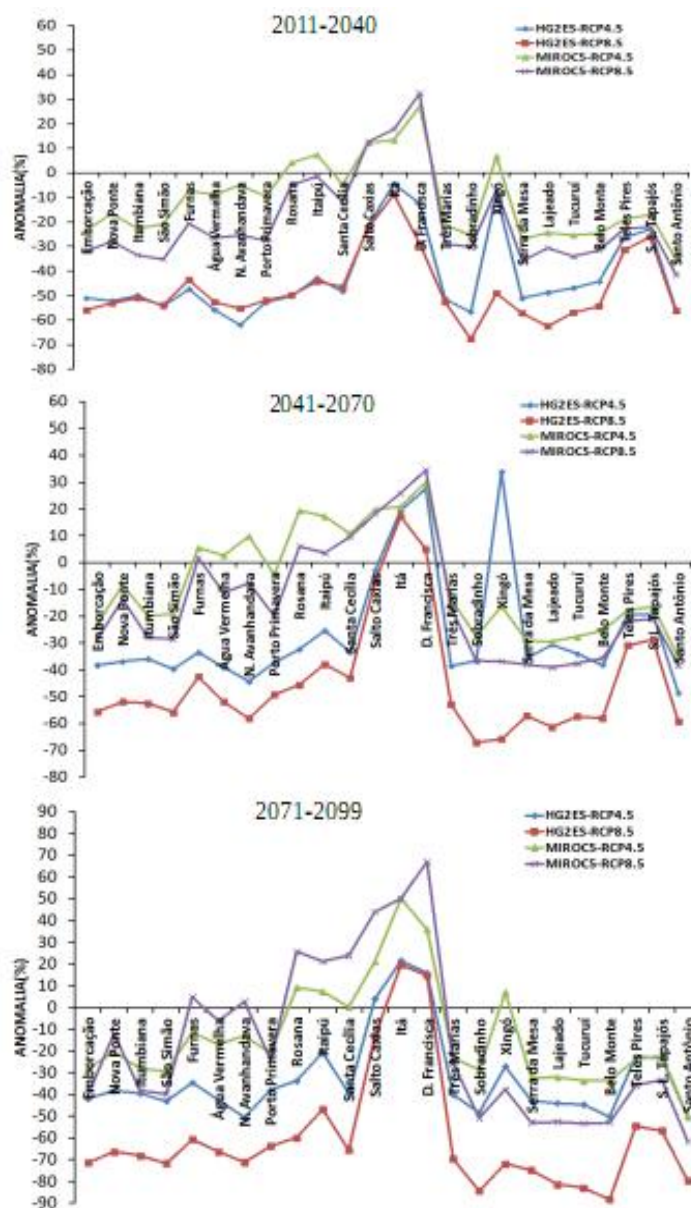 2011-2040
HG2ES-RCP4.5
HG2ES-RCP8.5
MIROC5-RCP4.5
MIROC5-RCP8.5
ANOMALIA(%)
60
50
40
30
20
10
0
-10
-20
-30
-40
-50
-60
-70
-80
Emborcação
Nova Ponte
Itumbiana
São Simão
Furnas
Água Vermelha
N. Avanhandava
Porto Primavera
Rosana
Itaipú
Santa Cecília
Salto Caxias
Itá
D. Francisca
Três Marias
Sobradinho
Xingó
Serra da Mesa
Lajeado
Tucuruí
Belo Monte
Teles Pires
S. L. Tapajós
Santo Antônio
2041-2070
HG2ES-RCP4.5
HG2ES-RCP8.5
MIROC5-RCP4.5
MIROC5-RCP8.5
ANOMALIA(%)
60
50
40
30
20
10
0
-10
-20
-30
-40
-50
-60
-70
-80
Emborcação
Nova Ponte
Itumbiana
São Simão
Furnas
Água Vermelha
N. Avanhandava
Porto Primavera
Rosana
Itaipú
Santa Cecília
Salto Caxias
Itá
D. Francisca
Três Marias
Sobradinho
Xingó
Serra da Mesa
Lajeado
Tucuruí
Belo Monte
Teles Pires
S. L. Tapajós
Santo Antônio
2071-2099
HG2ES-RCP4.5
HG2ES-RCP8.5
MIROC5-RCP4.5
MIROC5-RCP8.5
ANOMALIA(%)
90
80
70
60
50
40
30
20
10
0
-10
-20
-30
-40
-50
-60
-70
-80
-90
Emborcação
Nova Ponte
Itumbiana
São Simão
Furnas
Água Vermelha
N. Avanhandava
Porto Primavera
Rosana
Itaipú
Santa Cecília
Salto Caxias
Itá
D. Francisca
Três Marias
Sobradinho
Xingó
Serra da Mesa
Lajeado
Tucuruí
Belo Monte
Teles Pires
S. L. Tapajós
Santo Antônio